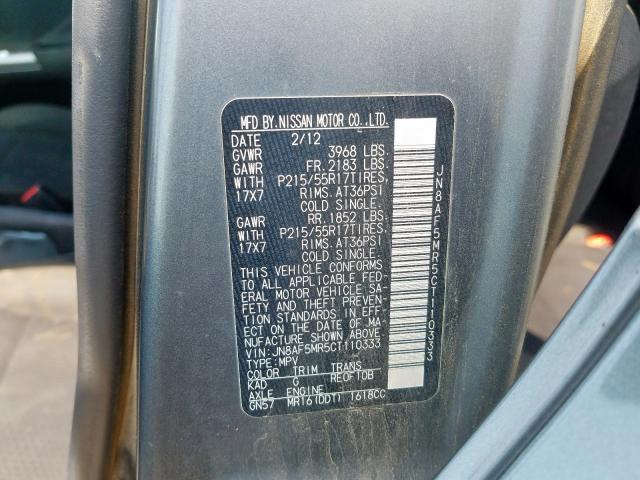 MFD BY.NISSAN MOTOR CO.,LTD.
DATE 2/12
GVWR 3968 LBS.
GAWR FR.2183 LBS.
WITH P215/55R17TIRES.
17X7 RIMS. AT36PSI
COLD SINGLE.
GAWR RR.1852 LBS.
WITH P215/55R17TIRES.
17X7 RIMS. AT36PSI
COLD SINGLE.
THIS VEHICLE CONFORMS
TO ALL APPLICABLE FED-
ERAL MOTOR VEHICLE SA-
FETY AND THEFT PREVEN-
TION STANDARDS IN EFF-
ECT ON THE DATE OF MA-
NUFACTURE SHOWN ABOVE
VIN: JN8AF5MR5CT110333
TYPE: MPV
COLOR TRIM TRANS
KAD G RE0F10B
AXLE ENGINE
GN57 MR16(DDT) 1618CC
JN8AF5MR5CT110333